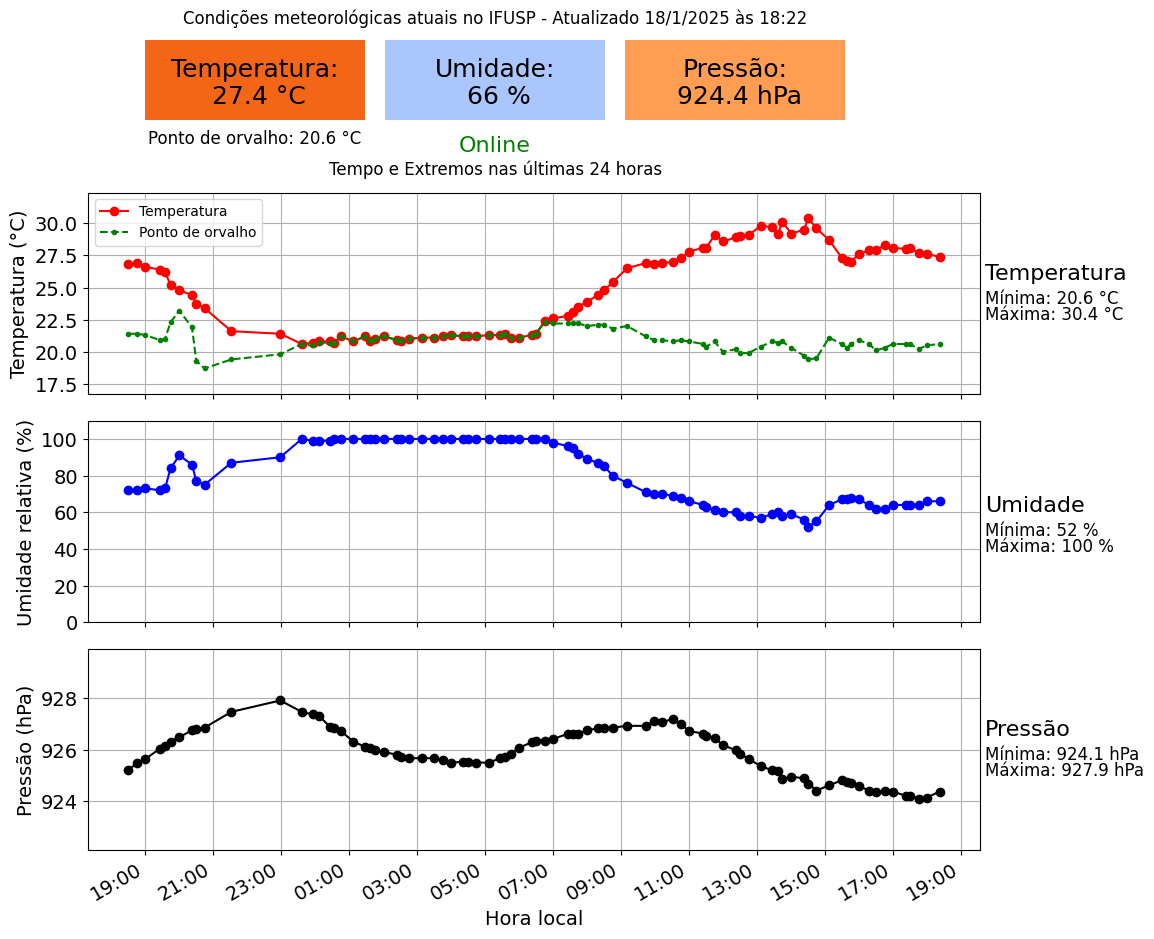 Condições meteorológicas atuais no IFUSP - Atualizado 18/1/2025 às 18:22
Temperatura:
27.4 °C
Umidade:
66 %
Pressão:
924.4 hPa
Ponto de orvalho: 20.6 °C
Online
Tempo e Extremos nas últimas 24 horas
Temperatura (°C)
30.0
27.5
25.0
22.5
20.0
17.5
Temperatura
Ponto de orvalho
Temperatura
Mínima: 20.6 °C
Máxima: 30.4 °C
Umidade relativa (%)
100
80
60
40
20
0
Umidade
Mínima: 52 %
Máxima: 100 %
Pressão (hPa)
928
926
924
Pressão
Mínima: 924.1 hPa
Máxima: 927.9 hPa
19:00 21:00 23:00 01:00 03:00 05:00 07:00 09:00 11:00 13:00 15:00 17:00 19:00
Hora local